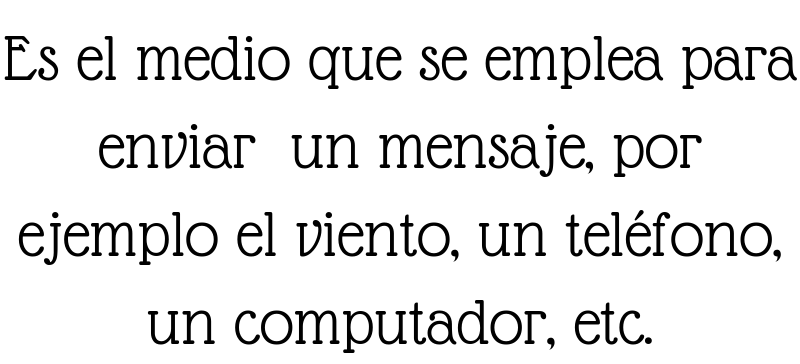 Es el medio que se emplea para
enviar  un mensaje, por
ejemplo el viento, un teléfono,
un computador, etc.